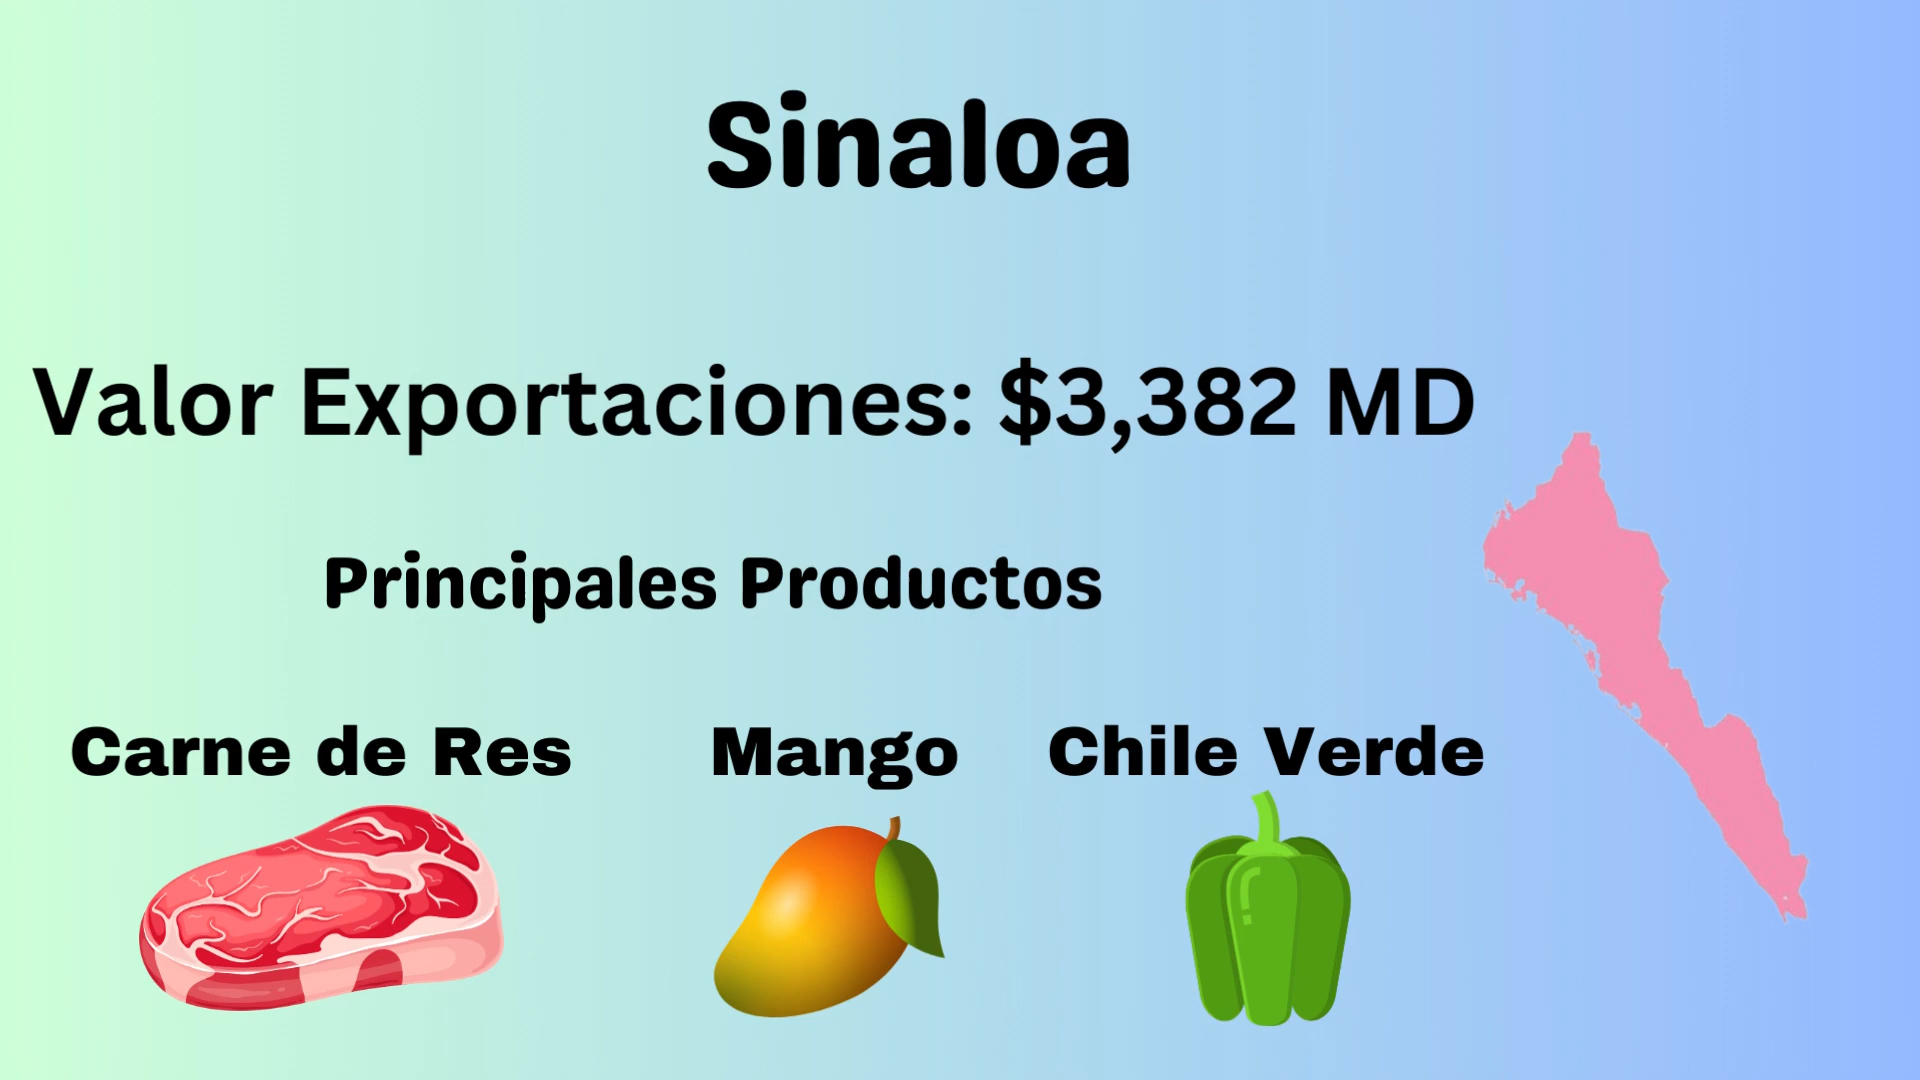 Sinaloa
Valor Exportaciones: $3,382 MD
Principales Productos
Carne de Res
Mango
Chile Verde